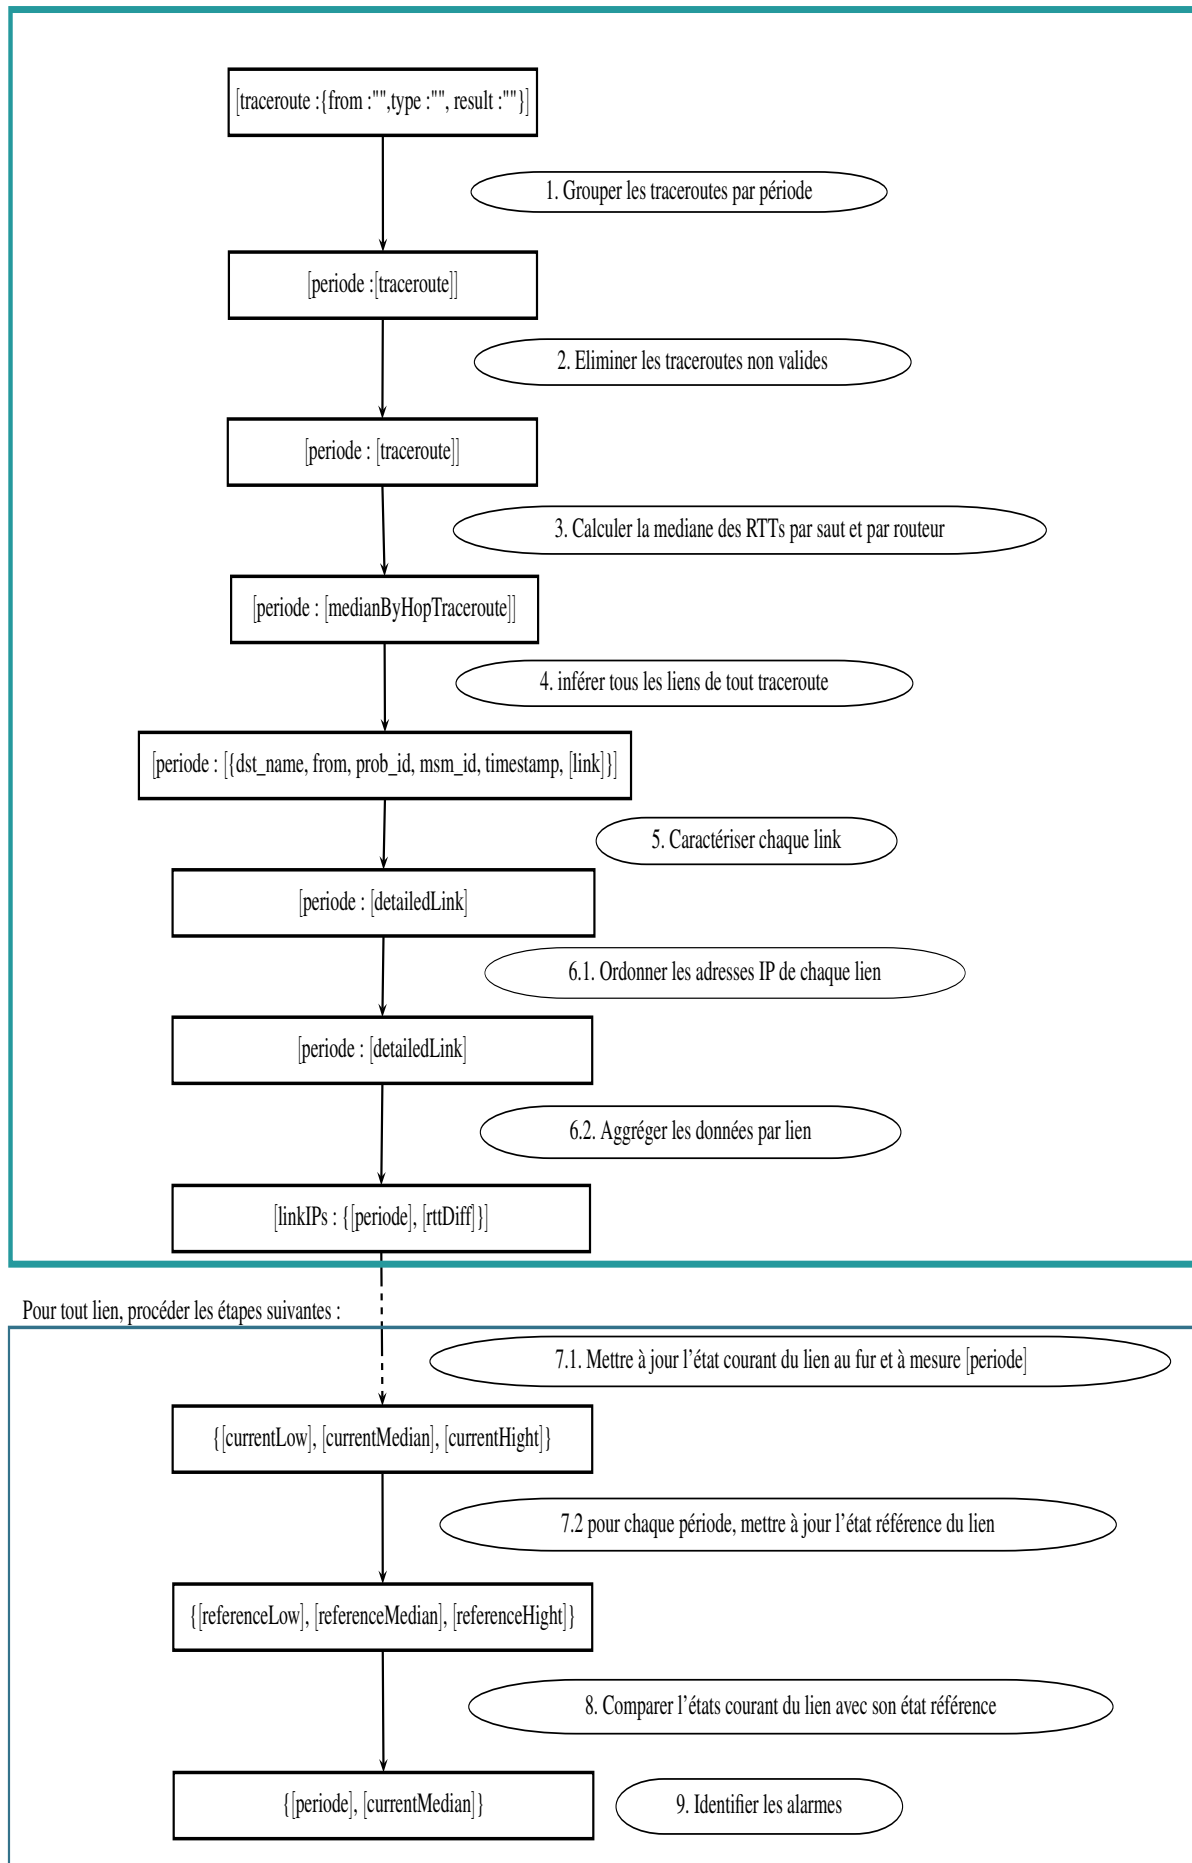 [traceroute :{from :"",type :"", result :""}]
1. Grouper les traceroutes par période
[periode :[traceroute]]
2. Eliminer les traceroutes non valides
[periode : [traceroute]]
3. Calculer la mediane des RTTs par saut et par routeur
[periode : [medianByHopTraceroute]]
4. inférer tous les liens de tout traceroute
[periode : [{dst_name, from, prob_id, msm_id, timestamp, [link]}]
5. Caractériser chaque link
[periode : [detailedLink]
6.1. Ordonner les adresses IP de chaque lien
[periode : [detailedLink]
6.2. Aggréger les données par lien
[linkIPs : {[periode], [rttDiff]}]
Pour tout lien, procéder les étapes suivantes :
7.1. Mettre à jour l'état courant du lien au fur et à mesure [periode]
{[currentLow], [currentMedian], [currentHight]}
7.2 pour chaque période, mettre à jour l'état référence du lien
{[referenceLow], [referenceMedian], [referenceHight]}
8. Comparer l'états courant du lien avec son état référence
{[periode], [currentMedian]}
9. Identifier les alarmes